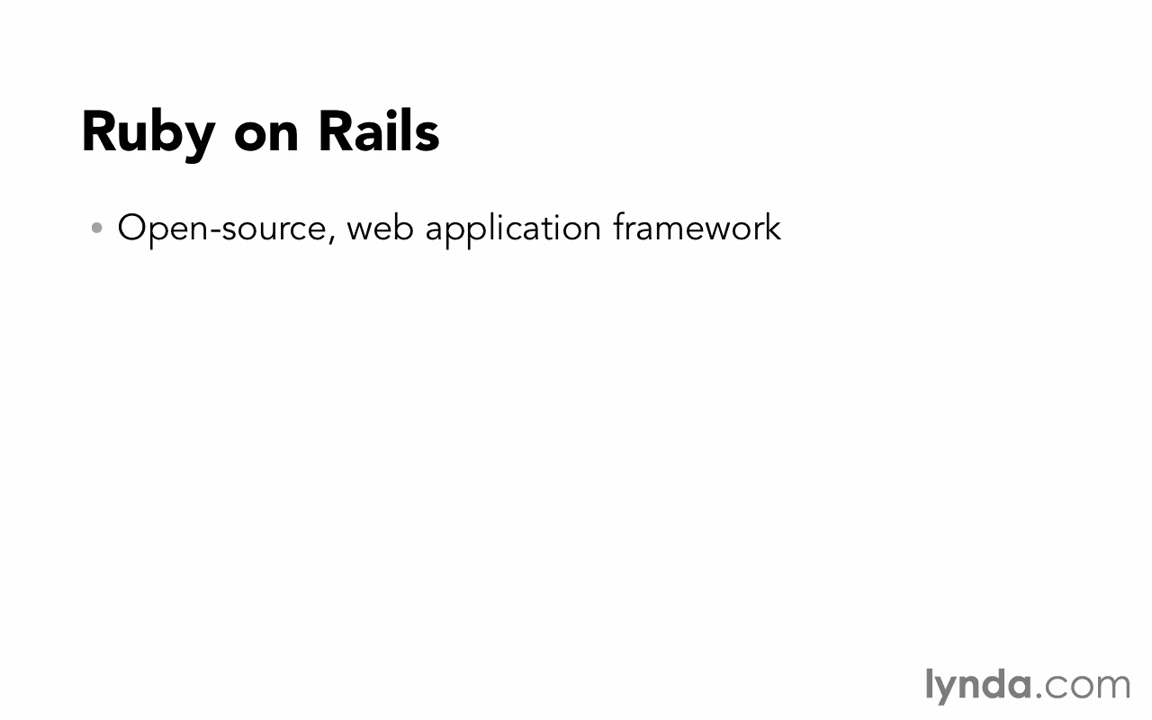 Ruby on Rails
• Open-source, web application framework
lynda.com